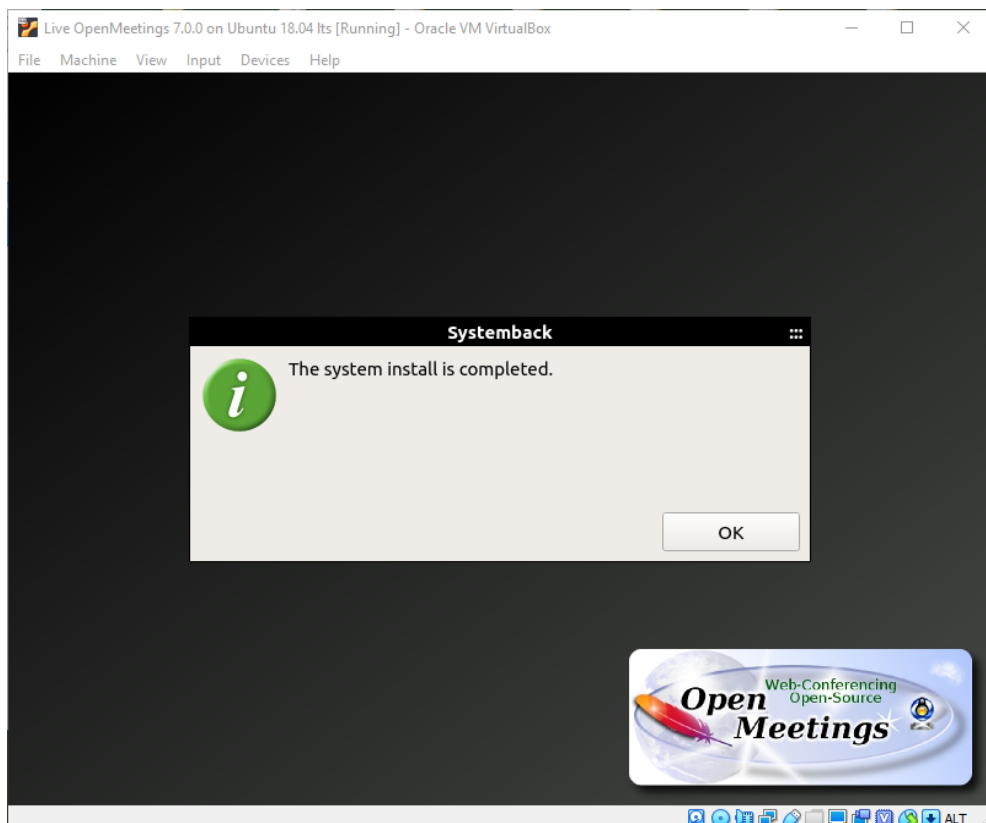 Live OpenMeetings 7.0.0 on Ubuntu 18.04 lts [Running] - Oracle VM VirtualBox
File Machine View Input Devices Help
Systemback
i
The system install is completed.
OK
Web-Conferencing
Open-Source
Open
Meetings
V
ALT